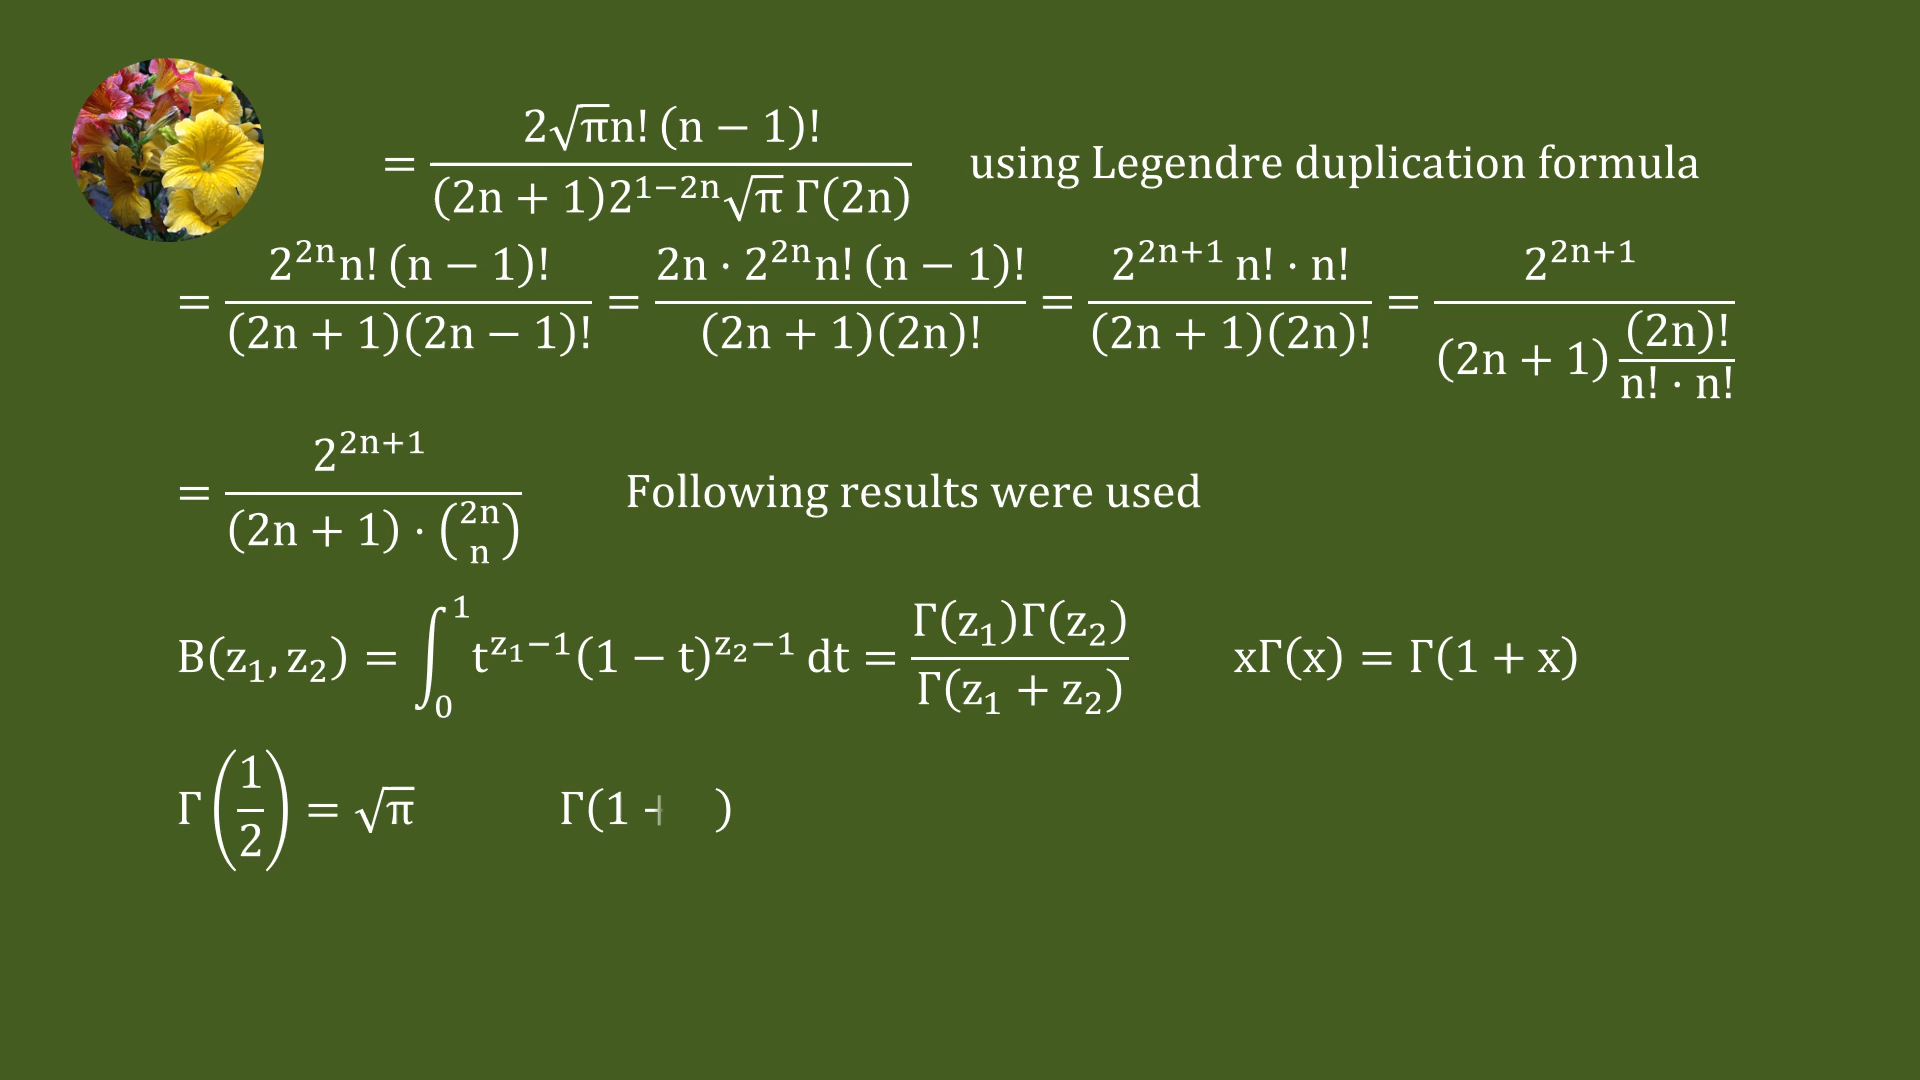 = 2√π n! (n − 1)! / ((2n + 1)2^(1−2n) √π Γ(2n)) using Legendre duplication formula
= 2^(2n) n! (n − 1)! / ((2n + 1)(2n − 1)!) = 2n · 2^(2n) n! (n − 1)! / ((2n + 1)(2n)!) = 2^(2n+1) n! · n! / ((2n + 1)(2n)!) = 2^(2n+1) / ((2n + 1) (2n)! / (n! · n!))
= 2^(2n+1) / ((2n + 1) · (2n n)) Following results were used
B(z₁, z₂) = ∫₀¹ t^(z₁−1) (1 − t)^(z₂−1) dt = Γ(z₁)Γ(z₂) / Γ(z₁ + z₂) xΓ(x) = Γ(1 + x)
Γ(1/2) = √π Γ(1 + )